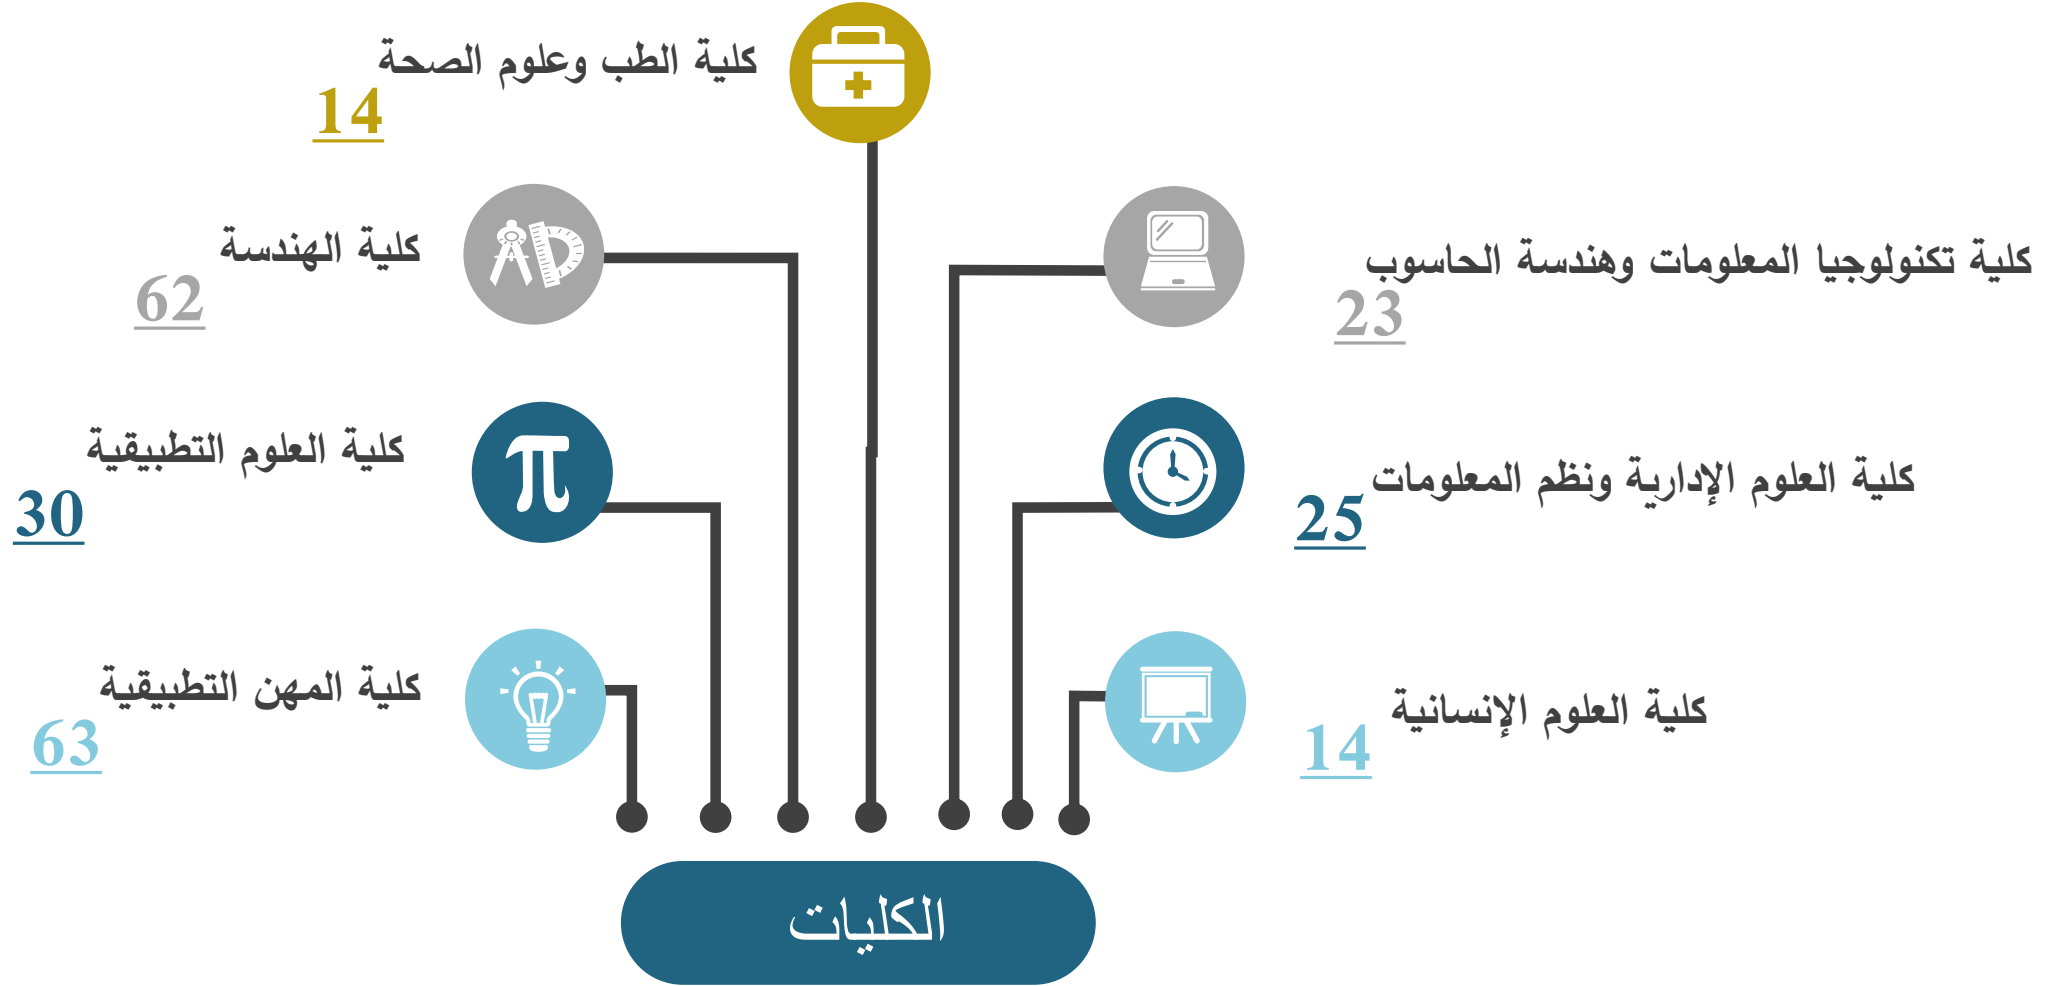 كلية الطب وعلوم الصحة
14
كلية تكنولوجيا المعلومات وهندسة الحاسوب
23
كلية الهندسة
62
كلية العلوم الإدارية ونظم المعلومات
25
كلية العلوم التطبيقية
30
كلية العلوم الإنسانية
14
كلية المهن التطبيقية
63
الكليات